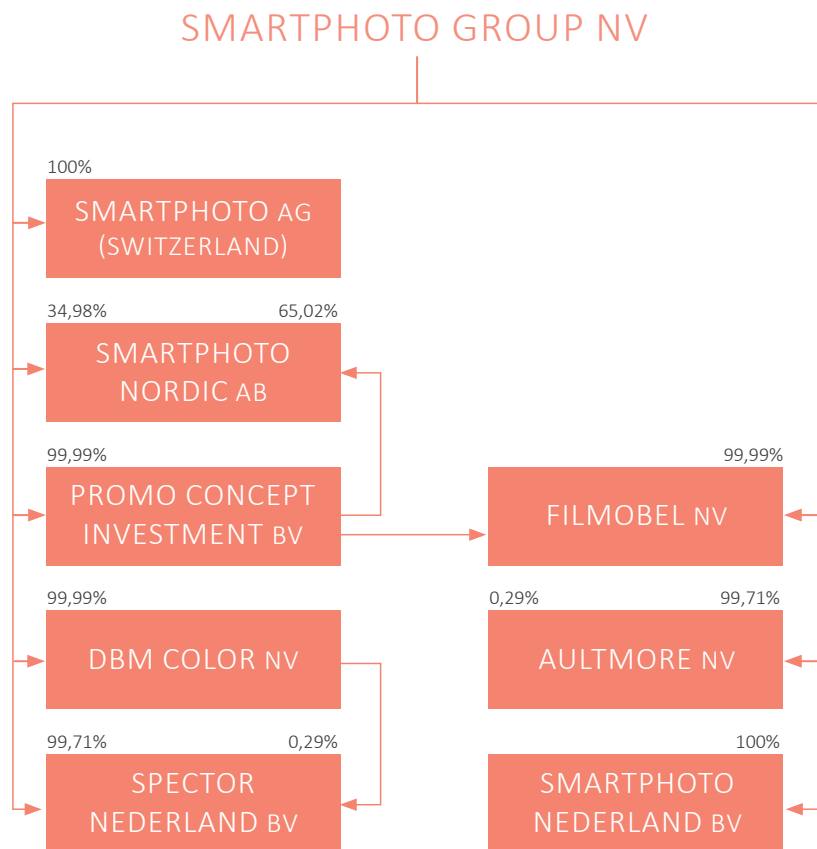 SMARTPHOTO GROUP NV
100%
SMARTPHOTO AG
(SWITZERLAND)
34,98% 65,02%
SMARTPHOTO
NORDIC AB
99,99%
PROMO CONCEPT
INVESTMENT BV
99,99%
FILMOBEL NV
99,99%
DBM COLOR NV
0,29% 99,71%
AULTMORE NV
99,71% 0,29%
SPECTOR
NEDERLAND BV
100%
SMARTPHOTO
NEDERLAND BV